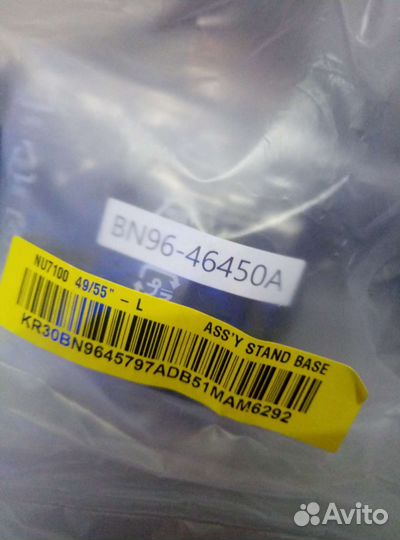 BN96-46450A
NU7100 49/55" - L
ASS'Y STAND BASE
KR30BN9645797ADB51MAM6292
Avito